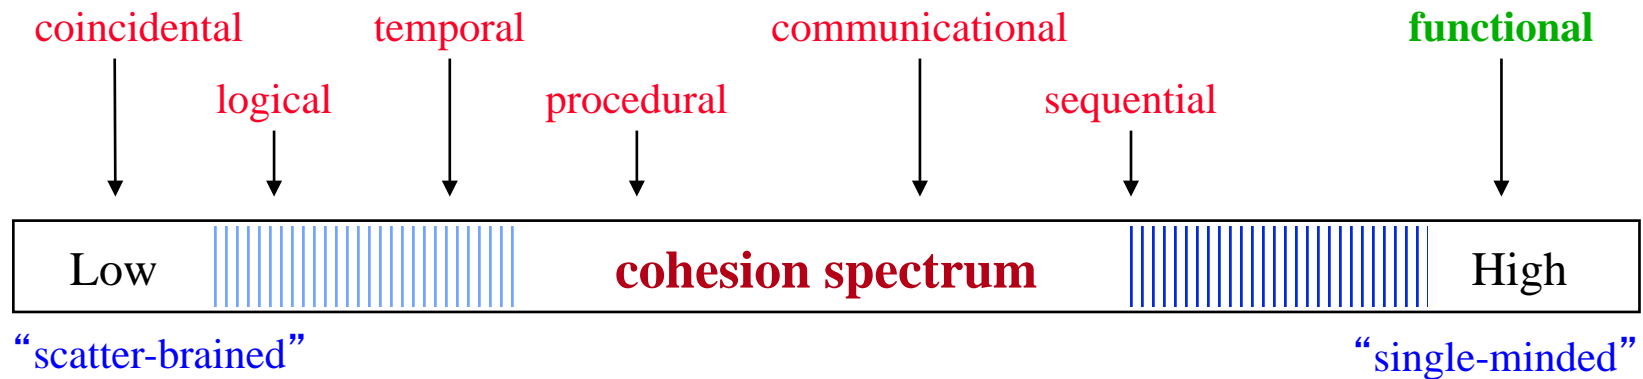 coincidental temporal communicational functional
logical procedural sequential
Low cohesion spectrum High
“scatter-brained” “single-minded”